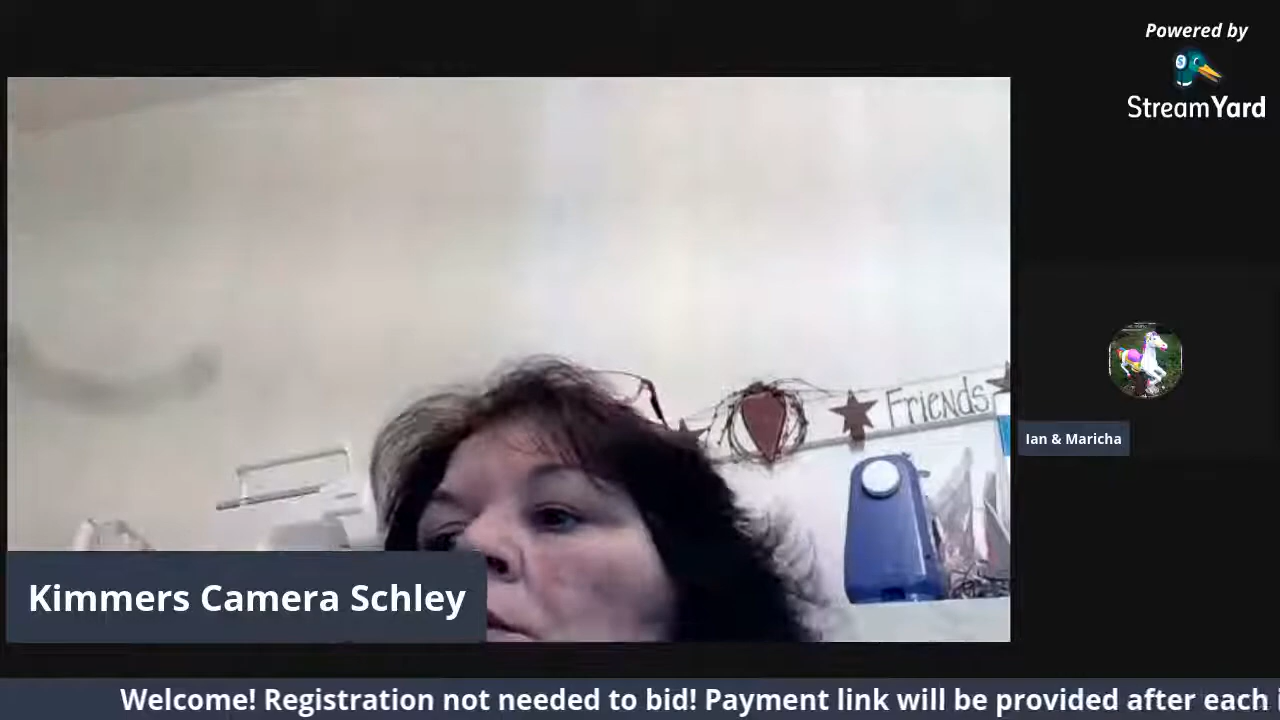 Powered by
StreamYard
Friends
Ian & Maricha
Kimmers Camera Schley
Welcome! Registration not needed to bid! Payment link will be provided after each